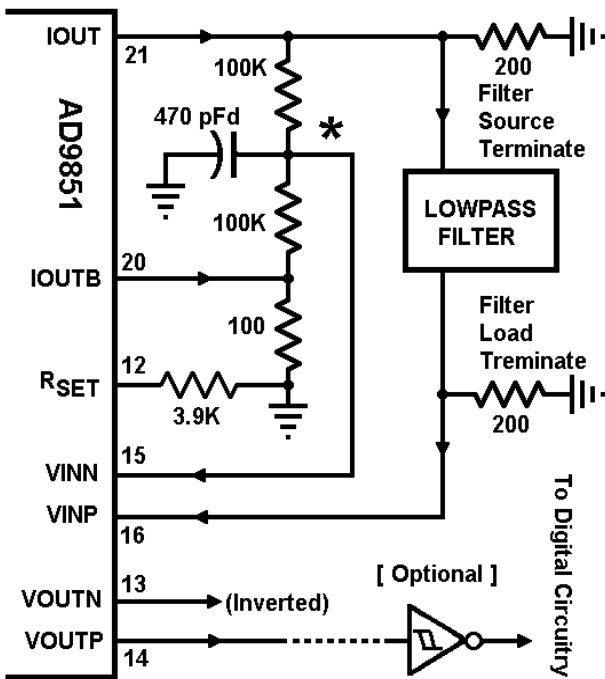 IOUT
21
100K
200
Filter
Source
Terminate
470 pFd
*
AD9851
100K
LOWPASS
FILTER
IOUTB
20
100
Filter
Load
Treminate
RSET
12
3.9K
200
VINN
15
VINP
16
To Digital Circuitry
[ Optional ]
VOUTN
13
(Inverted)
VOUTP
14